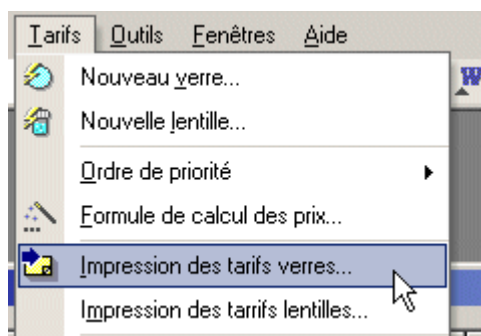 Tarifs Outils Fenêtres Aide
Nouveau verre...
Nouvelle lentille...
Ordre de priorité
Formule de calcul des prix...
Impression des tarifs verres...
Impression des tarrifs lentilles...